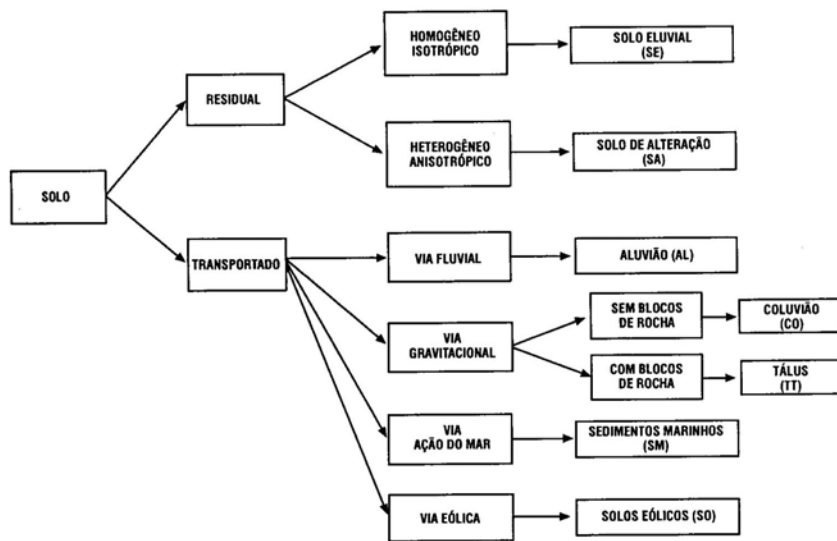 SOLO
RESIDUAL
HOMOGÊNEO
ISOTRÓPICO
SOLO ELUVIAL
(SE)
HETEROGÊNEO
ANISOTRÓPICO
SOLO DE ALTERAÇÃO
(SA)
TRANSPORTADO
VIA FLUVIAL
ALUVIÃO (AL)
VIA
GRAVITACIONAL
SEM BLOCOS
DE ROCHA
COLUVIÃO
(CO)
COM BLOCOS
DE ROCHA
TÁLUS
(TT)
VIA
AÇÃO DO MAR
SEDIMENTOS MARINHOS
(SM)
VIA EÓLICA
SOLOS EÓLICOS (SO)